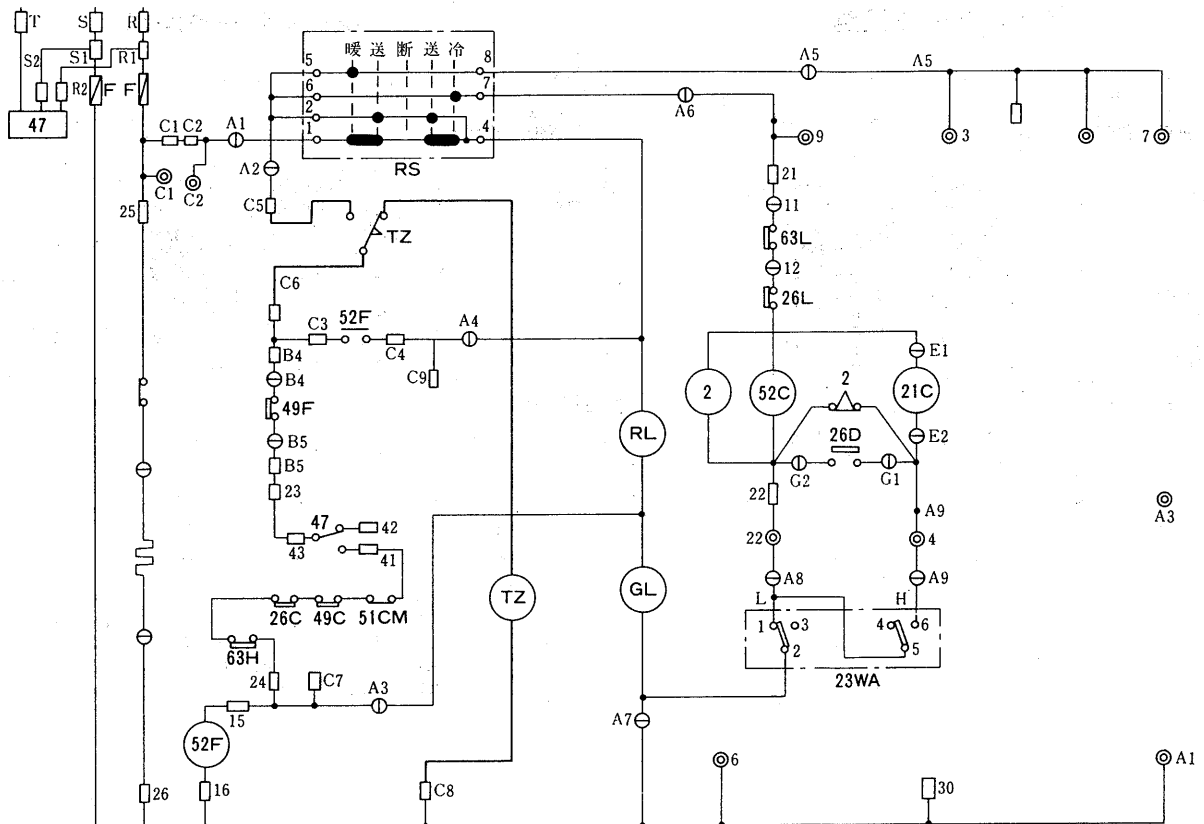 T S R
S2 S1 R1
R2 F F
47
C1 C2 A1
C1 C2
25
暖 送 断 送 冷
5 8
6 7
2
1 4
RS
A2
C5
TZ
C6
C3 52F C4 A4
C9
B4
B4
49F
B5
B5
23
43 47 42
41
26C 49C 51CM
63H
24 C7 A3
15
52F
16
26
TZ
C8
RL
GL
A7
A5 A5
A6
9 3 7
21
11
63L
12
26L
2 52C 21C
E1
E2
2
26D
G2 G1
22
22
A8
A9
4
A9
L H
1 3 4 6
2 5
23WA
A3
6
30
A1